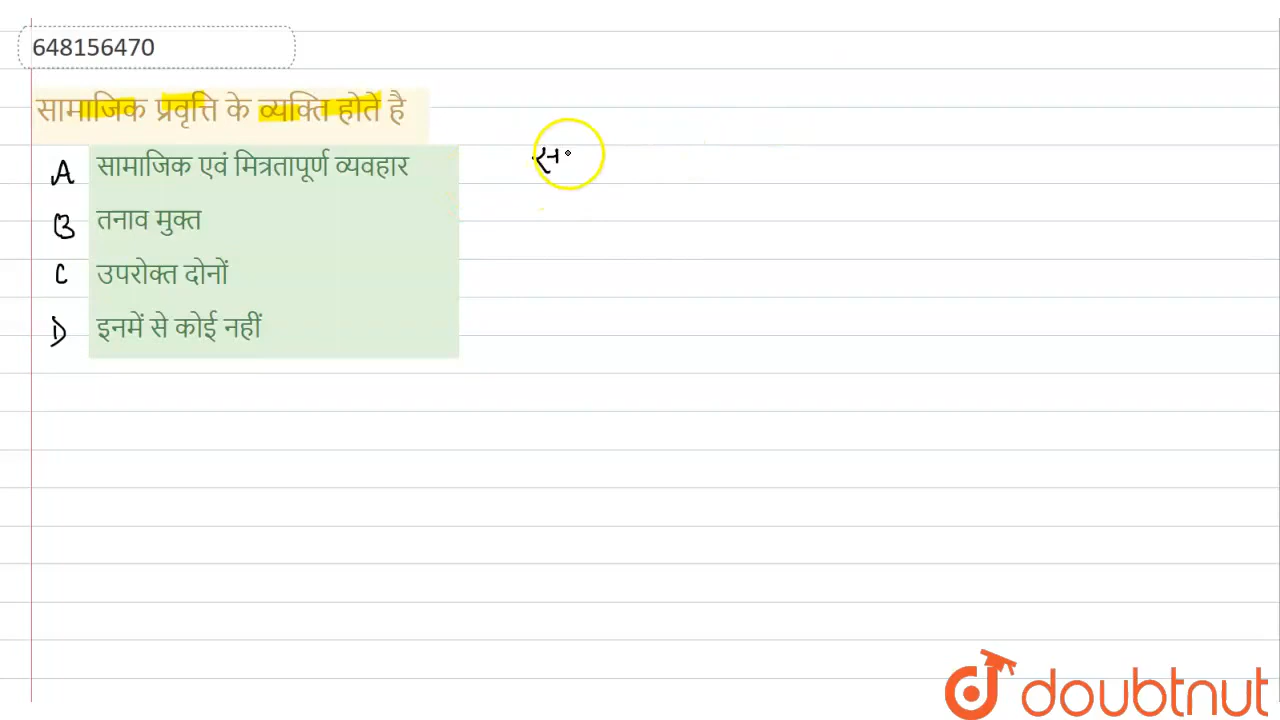 648156470
सामाजिक प्रवृत्ति के व्यक्ति होते है
A सामाजिक एवं मित्रतापूर्ण व्यवहार
B तनाव मुक्त
C उपरोक्त दोनों
D इनमें से कोई नहीं
doubtnut